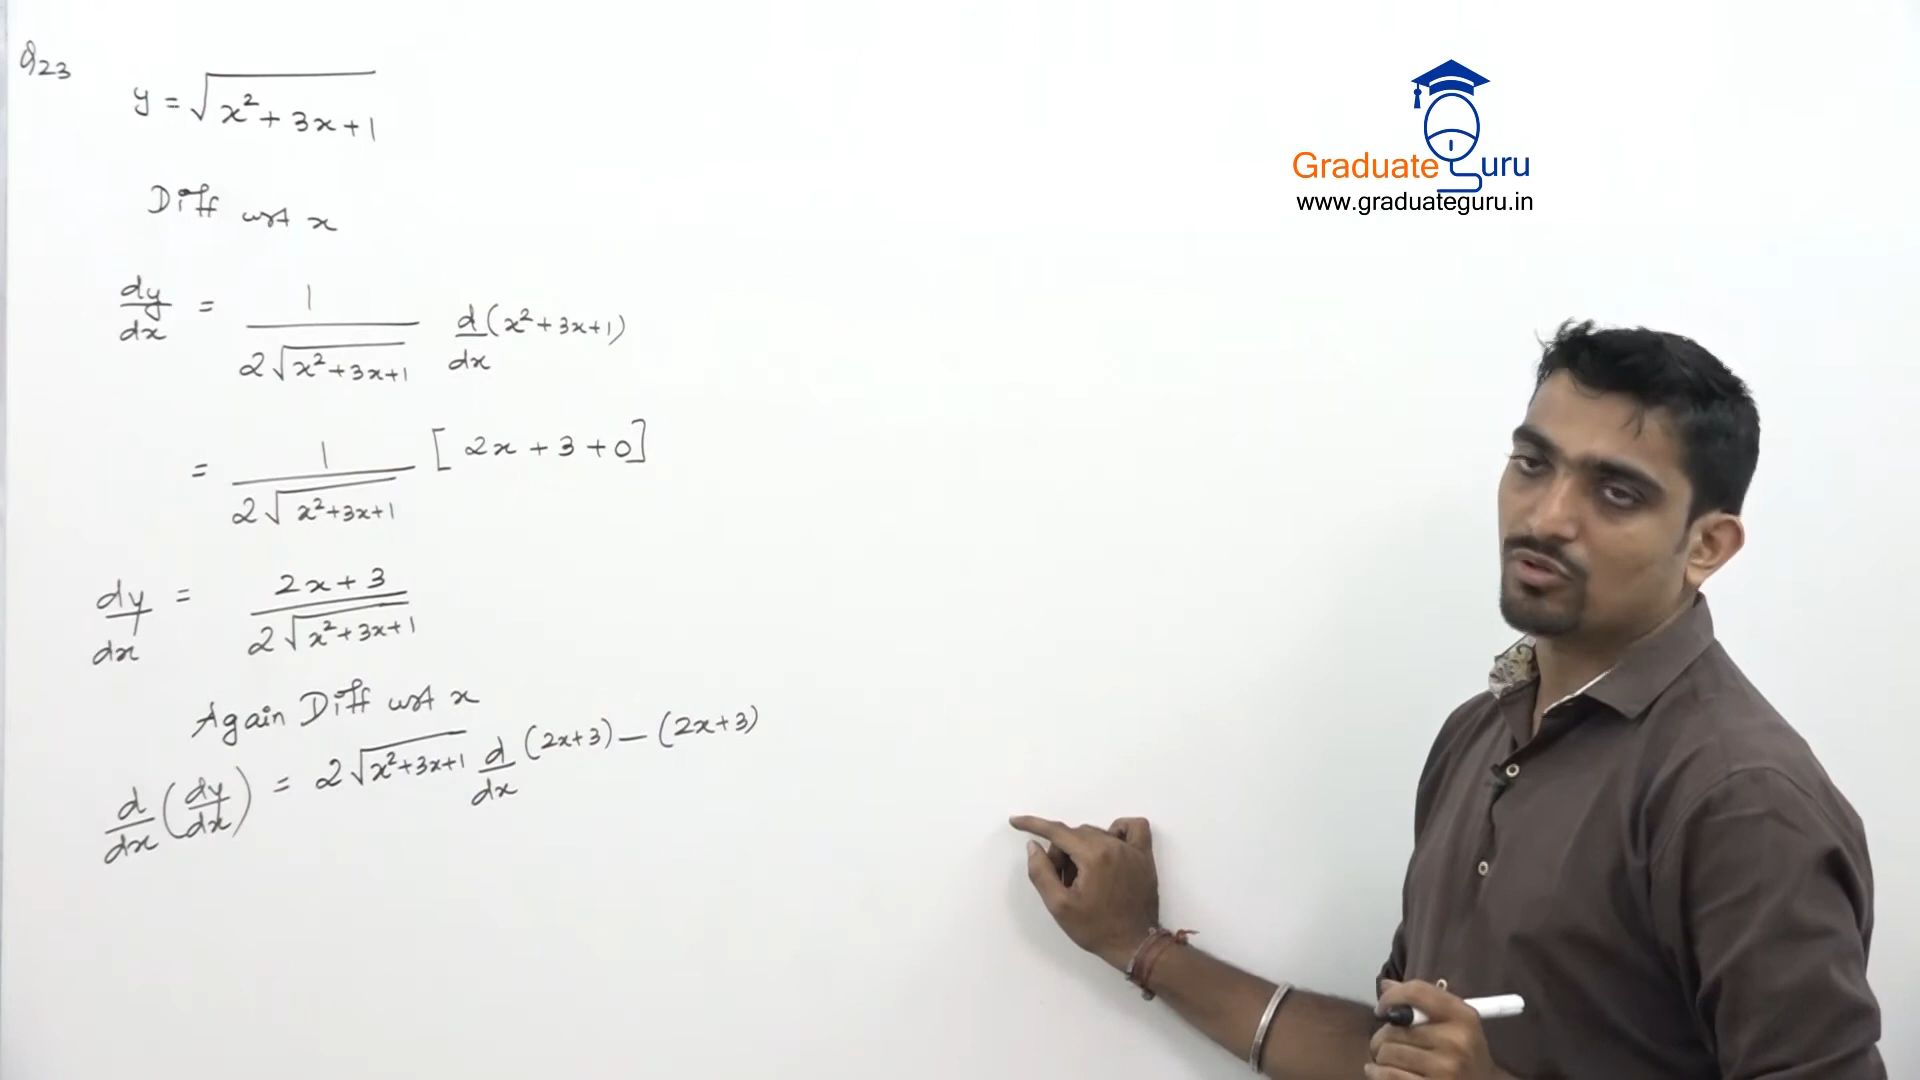 Q23
y = √(x² + 3x + 1)
Diff wrt x
dy/dx = 1/(2√(x²+3x+1)) d/dx (x²+3x+1)
= 1/(2√(x²+3x+1)) [2x + 3 + 0]
dy/dx = (2x + 3)/(2√(x²+3x+1))
Again Diff wrt x
d/dx (dy/dx) = 2√(x²+3x+1) d/dx (2x+3) − (2x+3)
GraduateGuru
www.graduateguru.in